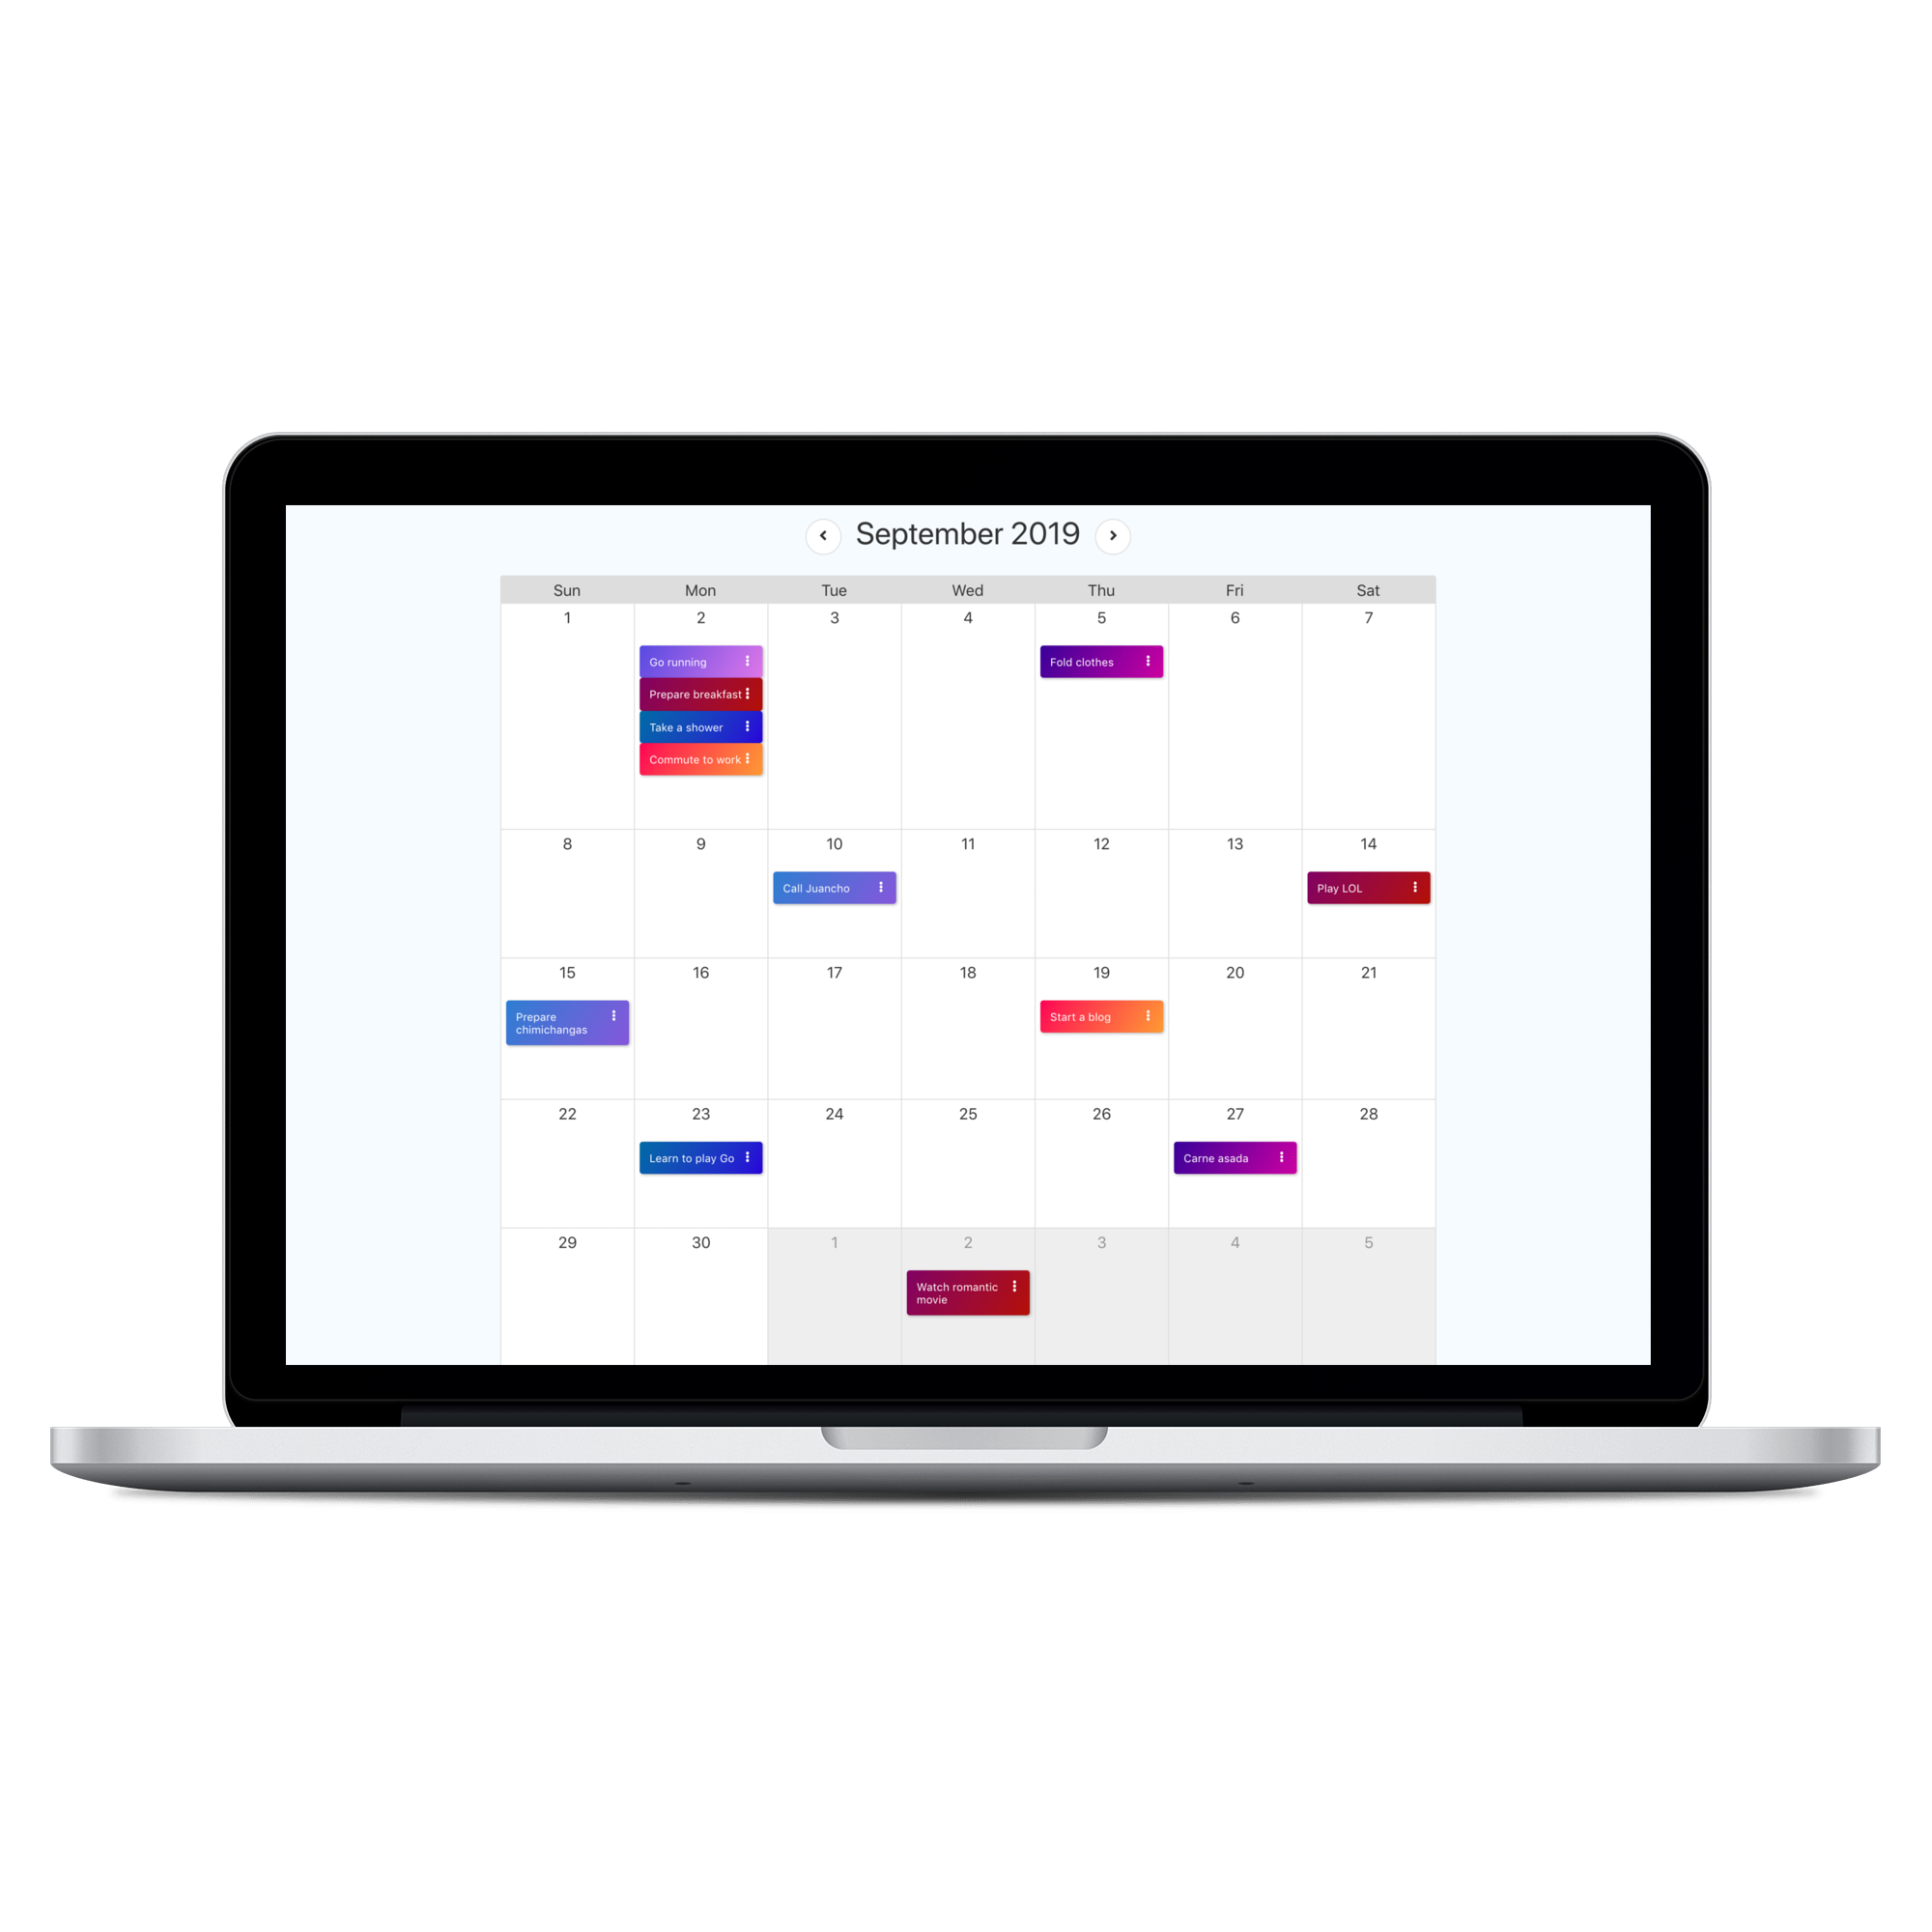 September 2019
Sun Mon Tue Wed Thu Fri Sat
1 2 3 4 5 6 7
Go running
Fold clothes
Prepare breakfast
Take a shower
Commute to work
8 9 10 11 12 13 14
Call Juancho
Play LOL
15 16 17 18 19 20 21
Prepare
chimichangas
Start a blog
22 23 24 25 26 27 28
Learn to play Go
Carne asada
29 30 1 2 3 4 5
Watch romantic
movie